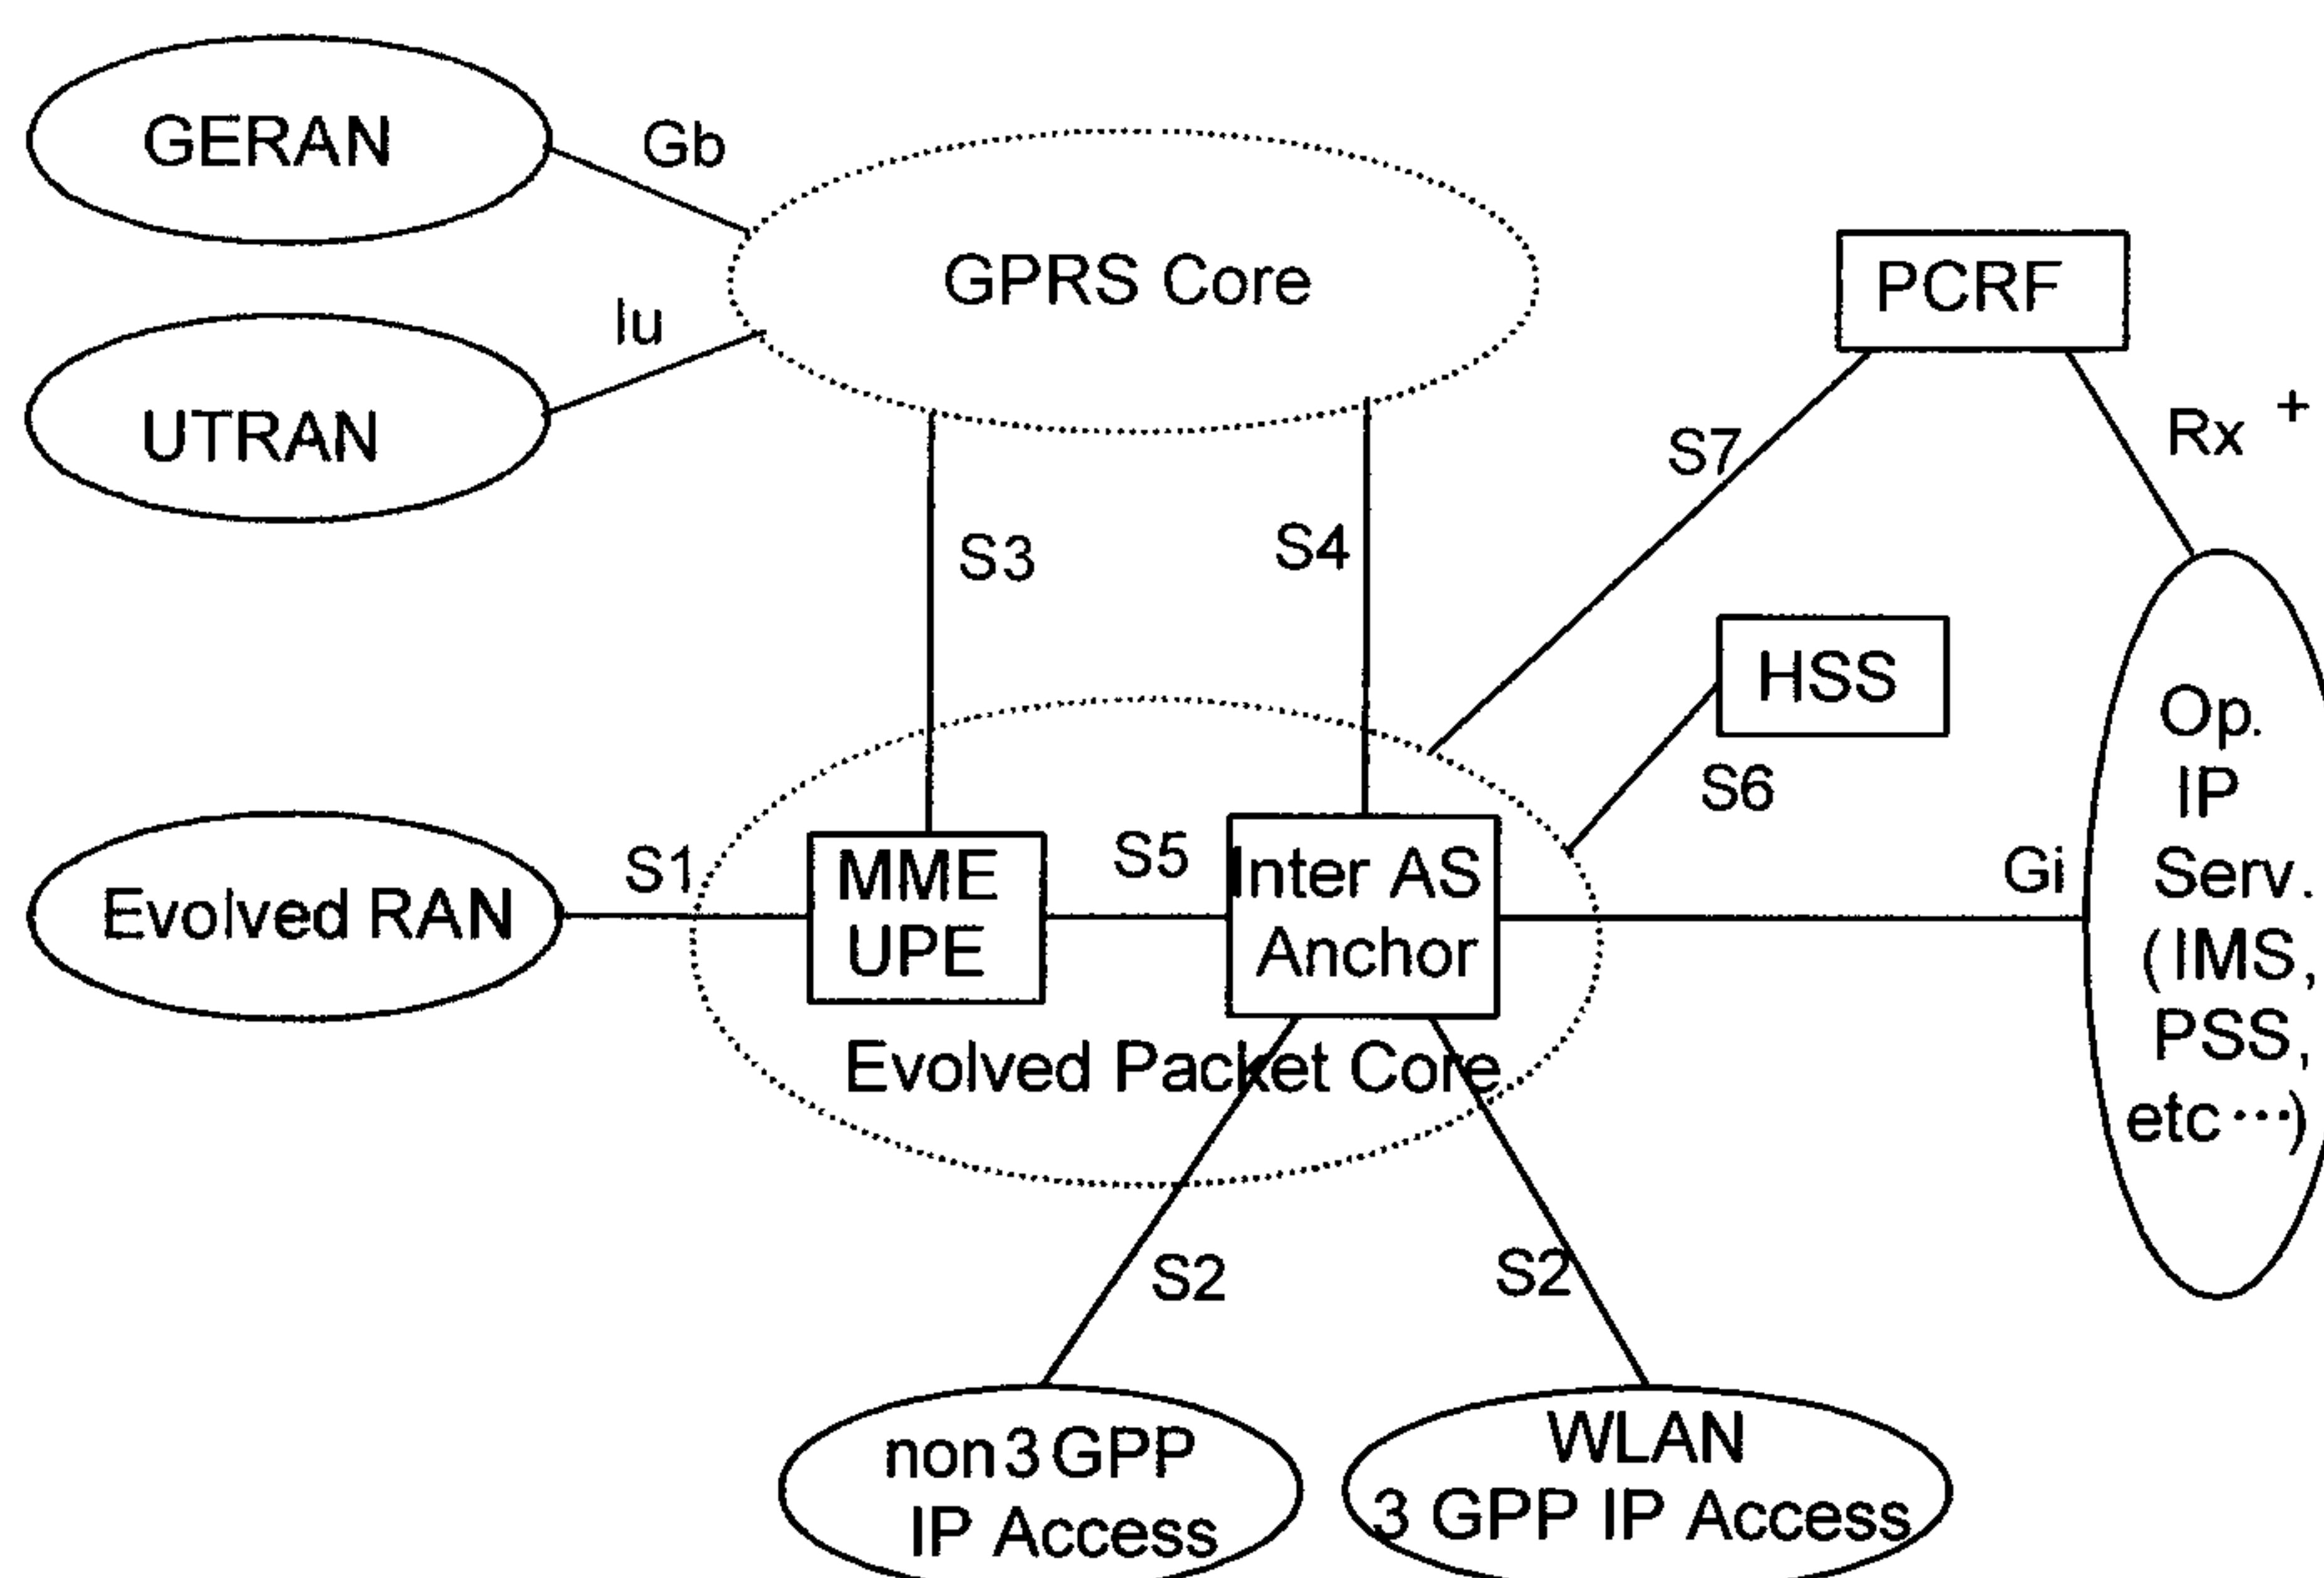 GERAN
Gb
GPRS Core
PCRF
Iu
UTRAN
Rx +
S7
S3
S4
HSS
S6
Op.
IP
Serv.
(IMS,
PSS,
etc…)
Evolved RAN
S1
MME
UPE
S5
Inter AS
Anchor
Gi
Evolved Packet Core
S2
S2
non3GPP
IP Access
WLAN
3 GPP IP Access